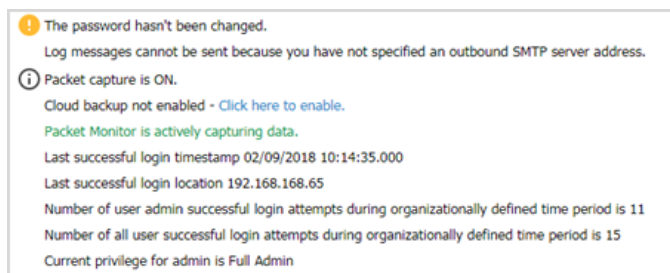 The password hasn't been changed.
Log messages cannot be sent because you have not specified an outbound SMTP server address.
Packet capture is ON.
Cloud backup not enabled - Click here to enable.
Packet Monitor is actively capturing data.
Last successful login timestamp 02/09/2018 10:14:35.000
Last successful login location 192.168.168.65
Number of user admin successful login attempts during organizationally defined time period is 11
Number of all user successful login attempts during organizationally defined time period is 15
Current privilege for admin is Full Admin